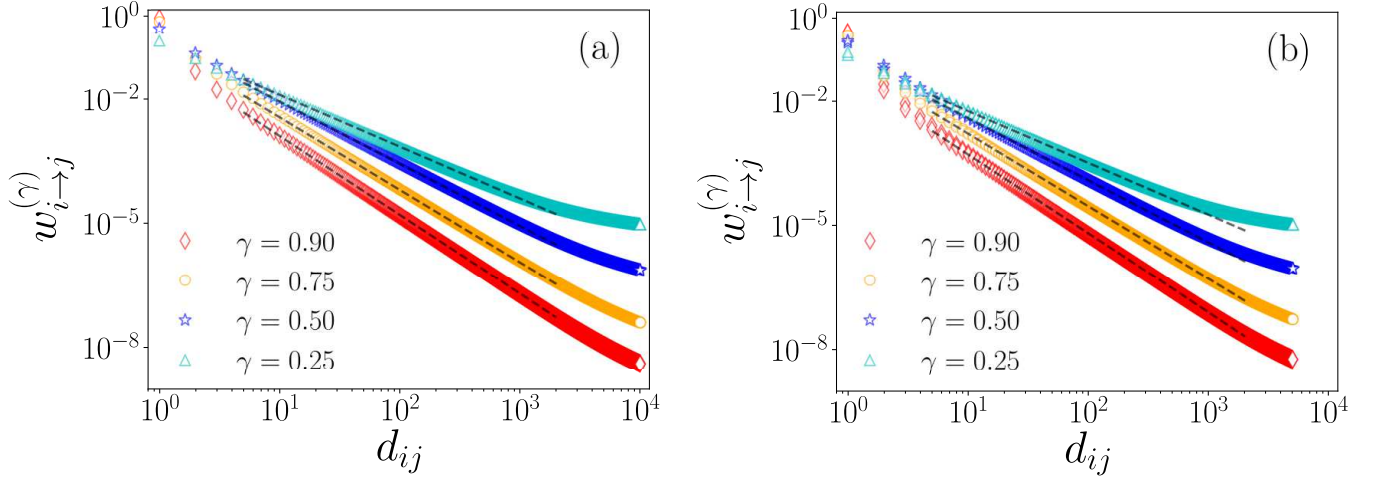 (a)
10^0
10^{-2}
10^{-5}
10^{-8}
w_{i→j}^{(γ)}
γ = 0.90
γ = 0.75
γ = 0.50
γ = 0.25
10^0 10^1 10^2 10^3 10^4
d_{ij}
(b)
10^0
10^{-2}
10^{-5}
10^{-8}
w_{i→j}^{(γ)}
γ = 0.90
γ = 0.75
γ = 0.50
γ = 0.25
10^0 10^1 10^2 10^3 10^4
d_{ij}